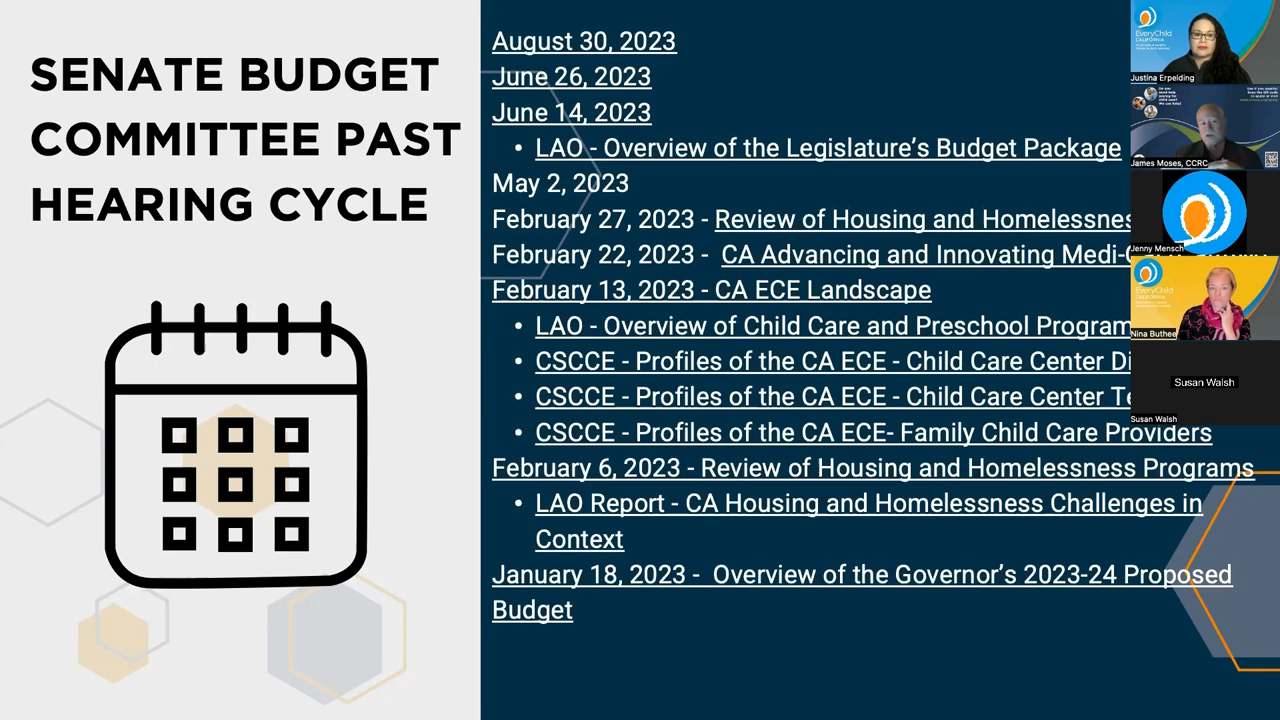 SENATE BUDGET
COMMITTEE PAST
HEARING CYCLE
August 30, 2023
June 26, 2023
June 14, 2023
• LAO - Overview of the Legislature’s Budget Package
May 2, 2023
February 27, 2023 - Review of Housing and Homelessnes
February 22, 2023 - CA Advancing and Innovating Medi-
February 13, 2023 - CA ECE Landscape
• LAO - Overview of Child Care and Preschool Program
• CSCCE - Profiles of the CA ECE - Child Care Center Di
• CSCCE - Profiles of the CA ECE - Child Care Center Te
• CSCCE - Profiles of the CA ECE- Family Child Care Providers
February 6, 2023 - Review of Housing and Homelessness Programs
• LAO Report - CA Housing and Homelessness Challenges in
Context
January 18, 2023 - Overview of the Governor’s 2023-24 Proposed
Budget
EveryChild
CALIFORNIA
Justina Erpelding
James Moses, CCRC
Jenny Mensch
EveryChild
CALIFORNIA
Nina Buthee
Susan Walsh
Susan Walsh